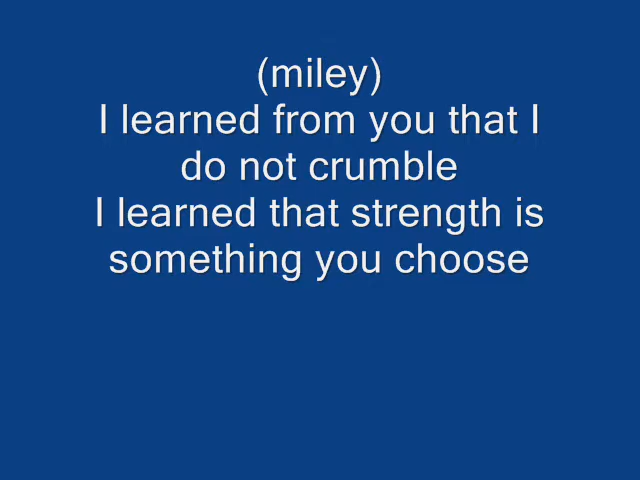 (miley)
I learned from you that I
do not crumble
I learned that strength is
something you choose